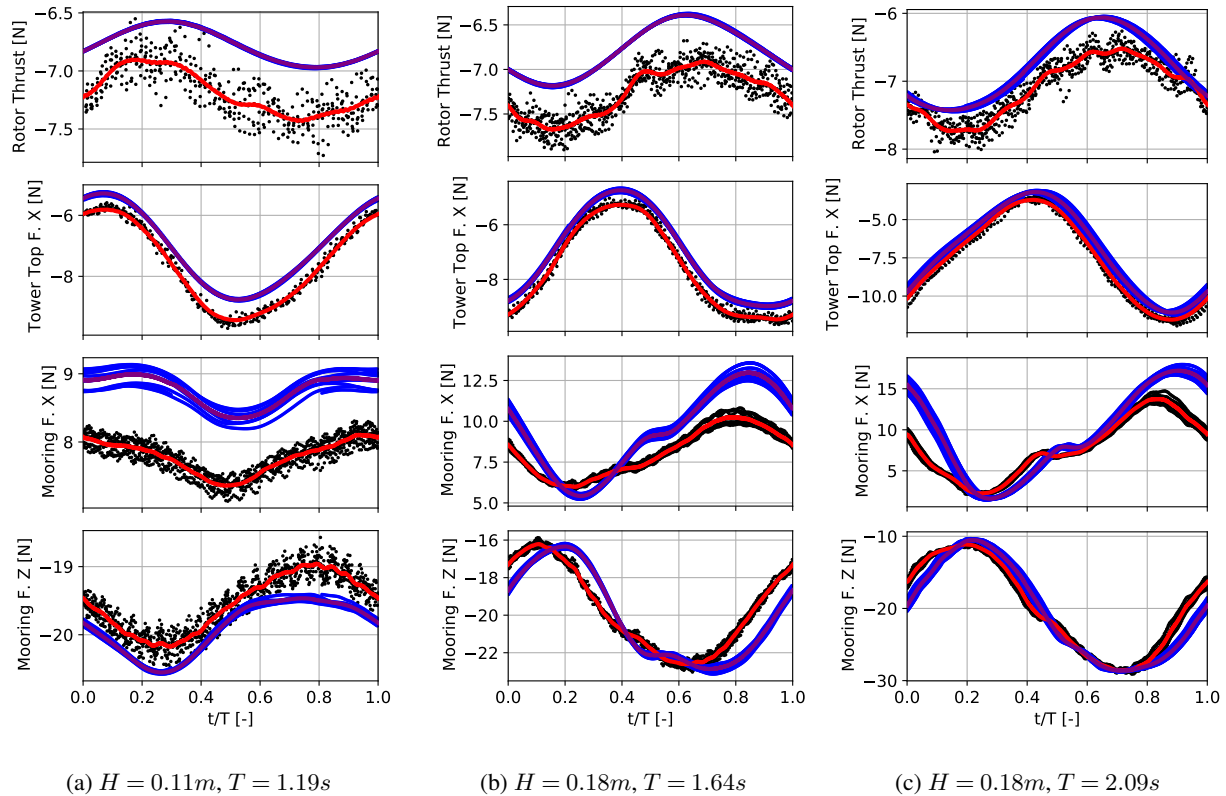 −6.5
−7.0
−7.5
Rotor Thrust [N]
−6
−8
Tower Top F. X [N]
9
8
Mooring F. X [N]
−19
−20
Mooring F. Z [N]
0.0 0.2 0.4 0.6 0.8 1.0
t/T [-]
−6.5
−7.0
−7.5
Rotor Thrust [N]
−6
−8
Tower Top F. X [N]
12.5
10.0
7.5
5.0
Mooring F. X [N]
−16
−18
−20
−22
Mooring F. Z [N]
0.0 0.2 0.4 0.6 0.8 1.0
t/T [-]
−6
−7
−8
Rotor Thrust [N]
−5.0
−7.5
−10.0
Tower Top F. X [N]
15
10
5
Mooring F. X [N]
−10
−20
−30
Mooring F. Z [N]
0.0 0.2 0.4 0.6 0.8 1.0
t/T [-]
(a) H = 0.11m, T = 1.19s
(b) H = 0.18m, T = 1.64s
(c) H = 0.18m, T = 2.09s